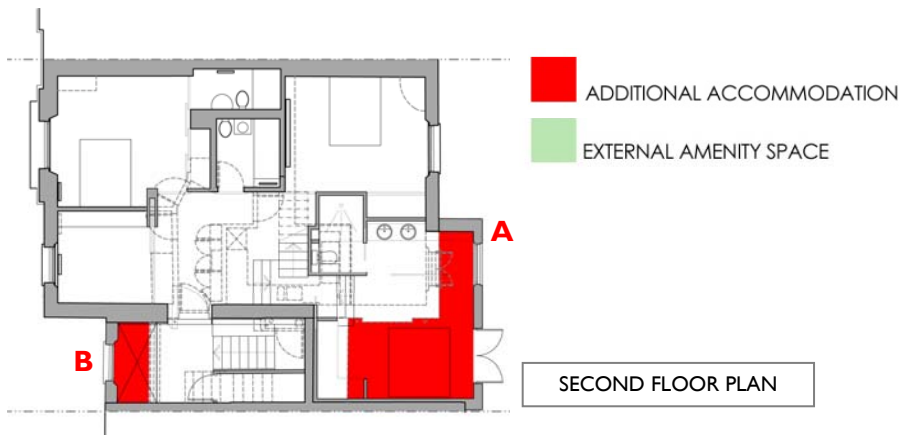 ADDITIONAL ACCOMMODATION
EXTERNAL AMENITY SPACE
A
B
SECOND FLOOR PLAN